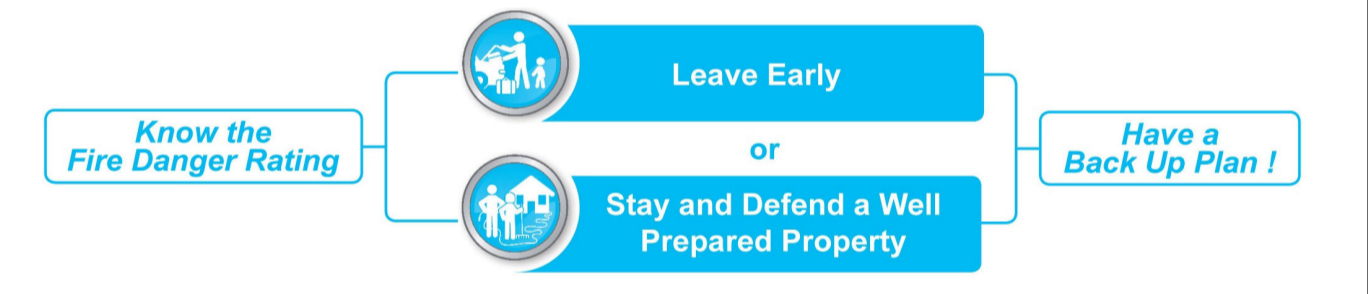 Know the
Fire Danger Rating
Leave Early
or
Stay and Defend a Well
Prepared Property
Have a
Back Up Plan !